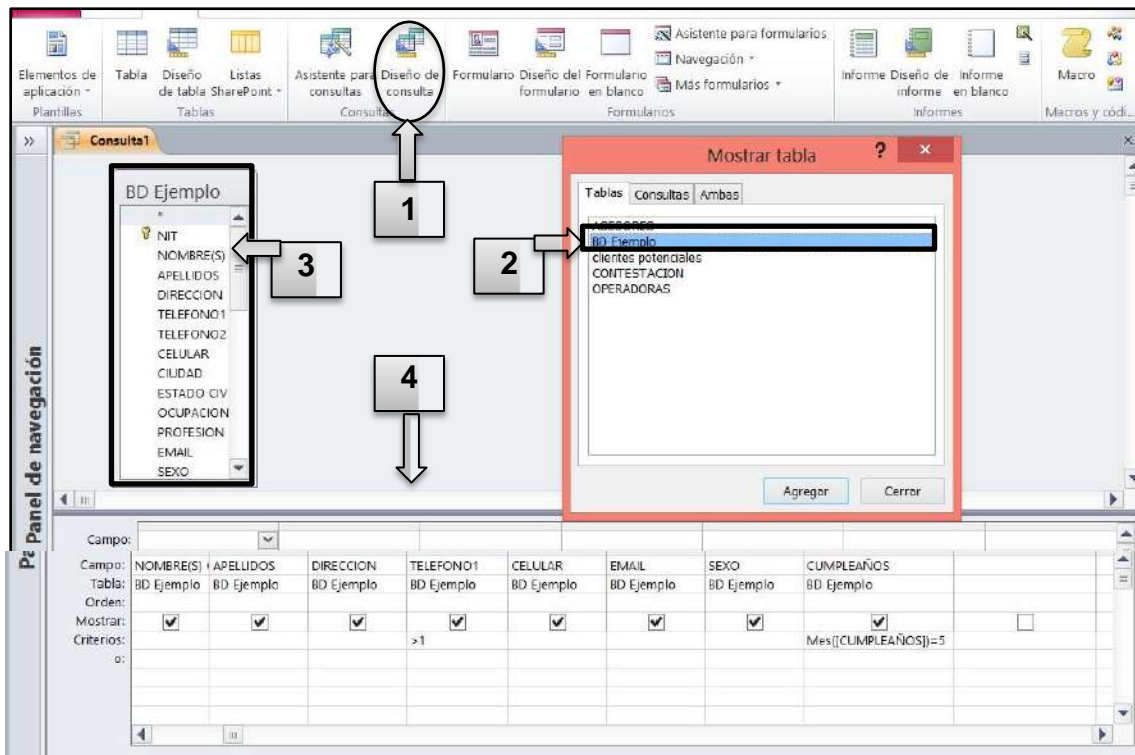 Elementos de aplicación
Tabla
Diseño de tabla
Listas SharePoint
Asistente para consultas
Diseño de consulta
Formulario
Diseño del formulario
Formulario en blanco
Asistente para formularios
Navegación
Más formularios
Informe
Diseño de informe
Informe en blanco
Macro
Plantillas
Tablas
Consultas
Formularios
Informes
Macros y códi...
»
Consulta1
BD Ejemplo
*
NIT
NOMBRE(S)
APELLIDOS
DIRECCION
TELEFONO1
TELEFONO2
CELULAR
CIUDAD
ESTADO CIV
OCUPACION
PROFESION
EMAIL
SEXO
1
2
3
4
Mostrar tabla
? ×
Tablas Consultas Ambas
ASESORES
BD Ejemplo
clientes potenciales
CONTESTACION
OPERADORAS
Agregar Cerrar
Panel de navegación
Pa
Campo:
Campo: NOMBRE(S) APELLIDOS DIRECCION TELEFONO1 CELULAR EMAIL SEXO CUMPLEAÑOS
Tabla: BD Ejemplo BD Ejemplo BD Ejemplo BD Ejemplo BD Ejemplo BD Ejemplo BD Ejemplo BD Ejemplo
Orden:
Mostrar:
Criterios: >1 Mes([CUMPLEAÑOS])=5
o: